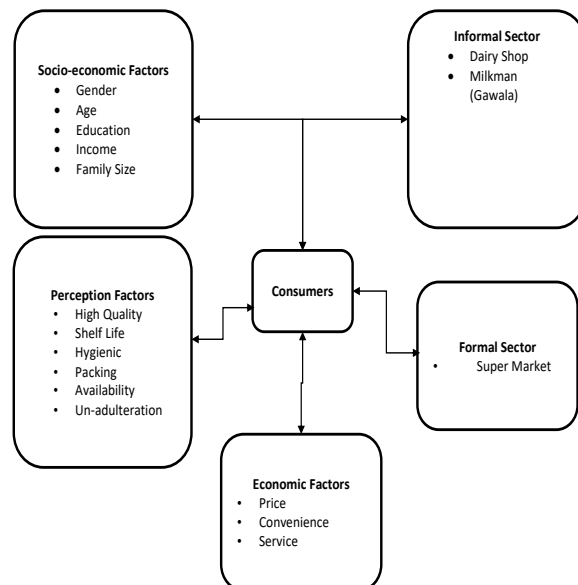 Socio-economic Factors
• Gender
• Age
• Education
• Income
• Family Size
Informal Sector
• Dairy Shop
• Milkman
(Gawala)
Consumers
Perception Factors
• High Quality
• Shelf Life
• Hygienic
• Packing
• Availability
• Un-adulteration
Formal Sector
• Super Market
Economic Factors
• Price
• Convenience
• Service